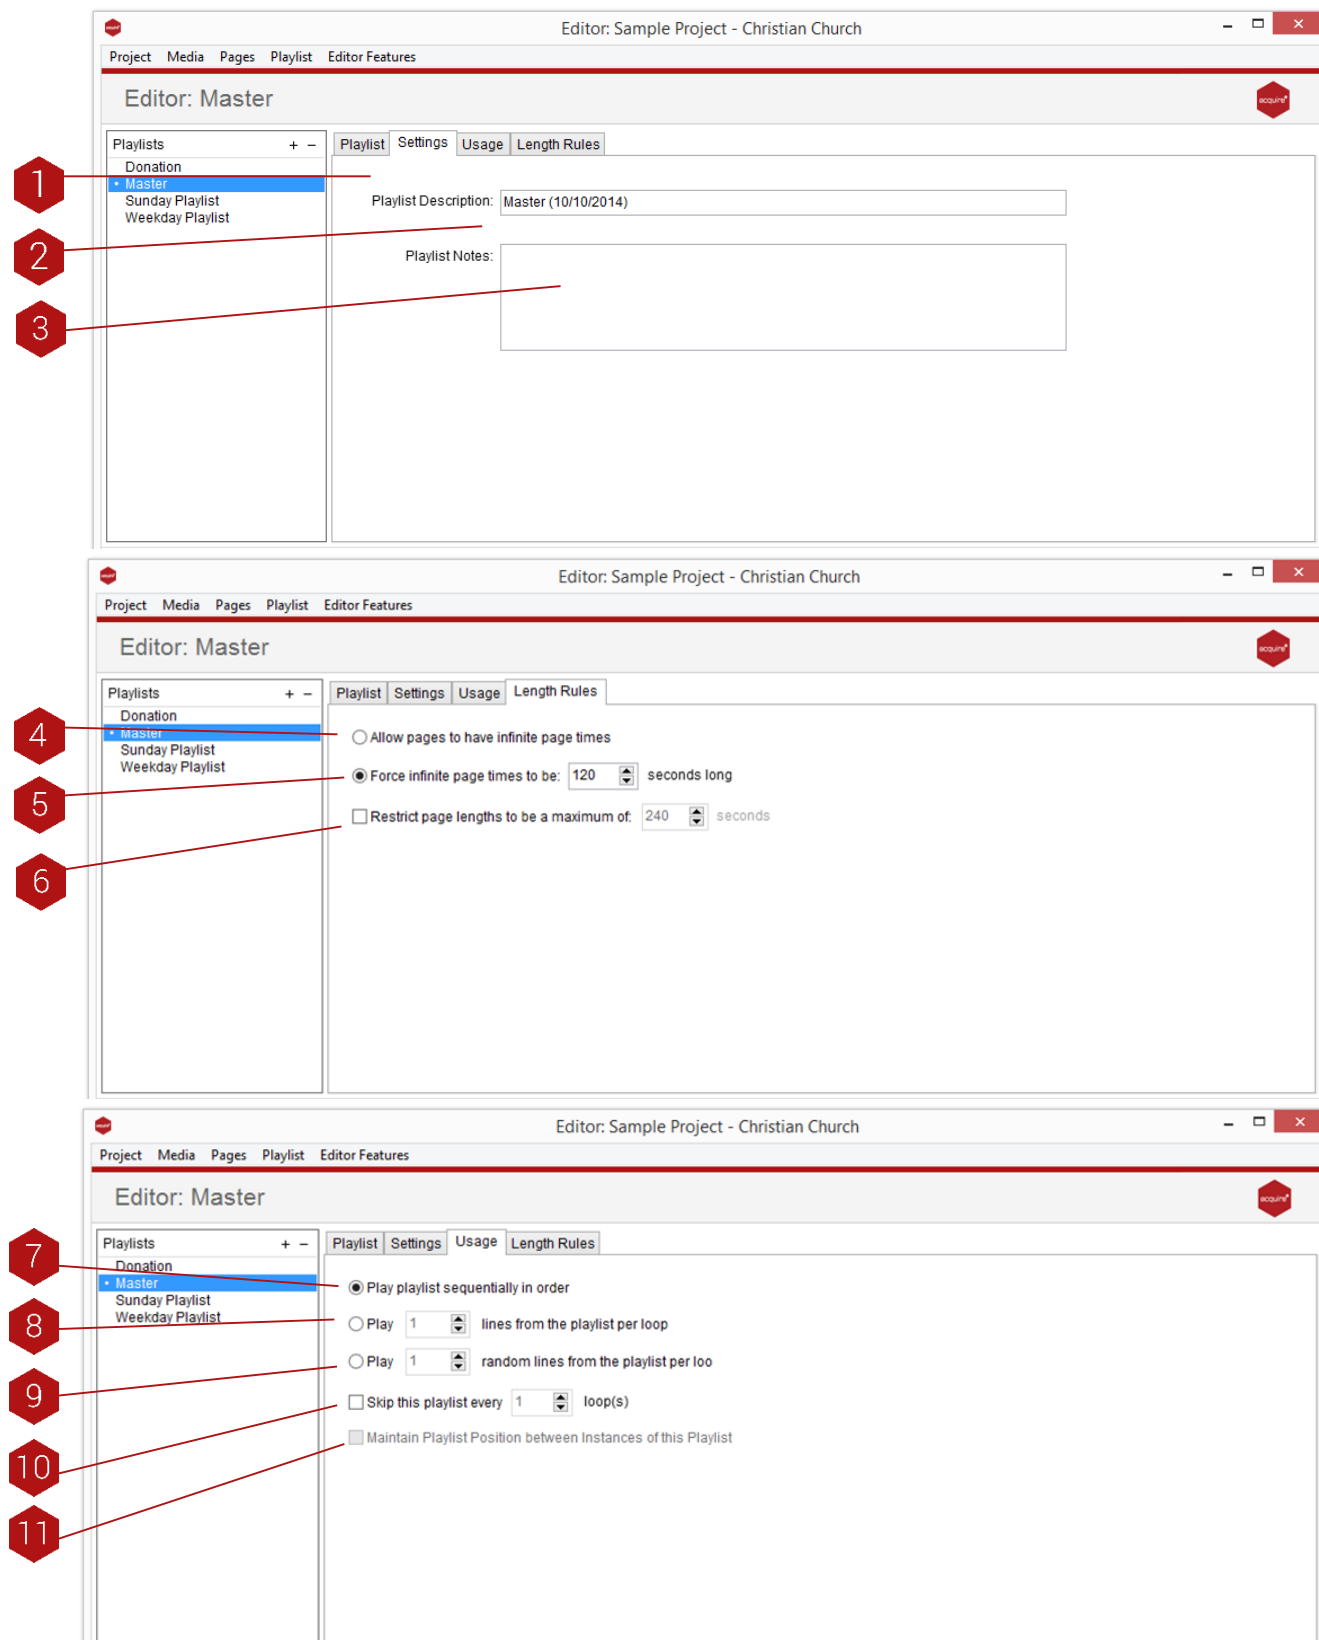 Editor: Sample Project - Christian Church
Project Media Pages Playlist Editor Features
Editor: Master
acquire
Playlists + −
Playlist Settings Usage Length Rules
Donation
1
• Master
Sunday Playlist
Playlist Description: Master (10/10/2014)
Weekday Playlist
2
Playlist Notes:
3
Editor: Sample Project - Christian Church
Project Media Pages Playlist Editor Features
Editor: Master
acquire
Playlists + −
Playlist Settings Usage Length Rules
Donation
4
• Master
Allow pages to have infinite page times
Sunday Playlist
Weekday Playlist
5
Force infinite page times to be: 120 seconds long
Restrict page lengths to be a maximum of: 240 seconds
6
Editor: Sample Project - Christian Church
Project Media Pages Playlist Editor Features
Editor: Master
acquire
Playlists + −
Playlist Settings Usage Length Rules
7
Donation
• Master
Play playlist sequentially in order
Sunday Playlist
Weekday Playlist
8
Play 1 lines from the playlist per loop
9
Play 1 random lines from the playlist per loo
Skip this playlist every 1 loop(s)
10
Maintain Playlist Position between Instances of this Playlist
11